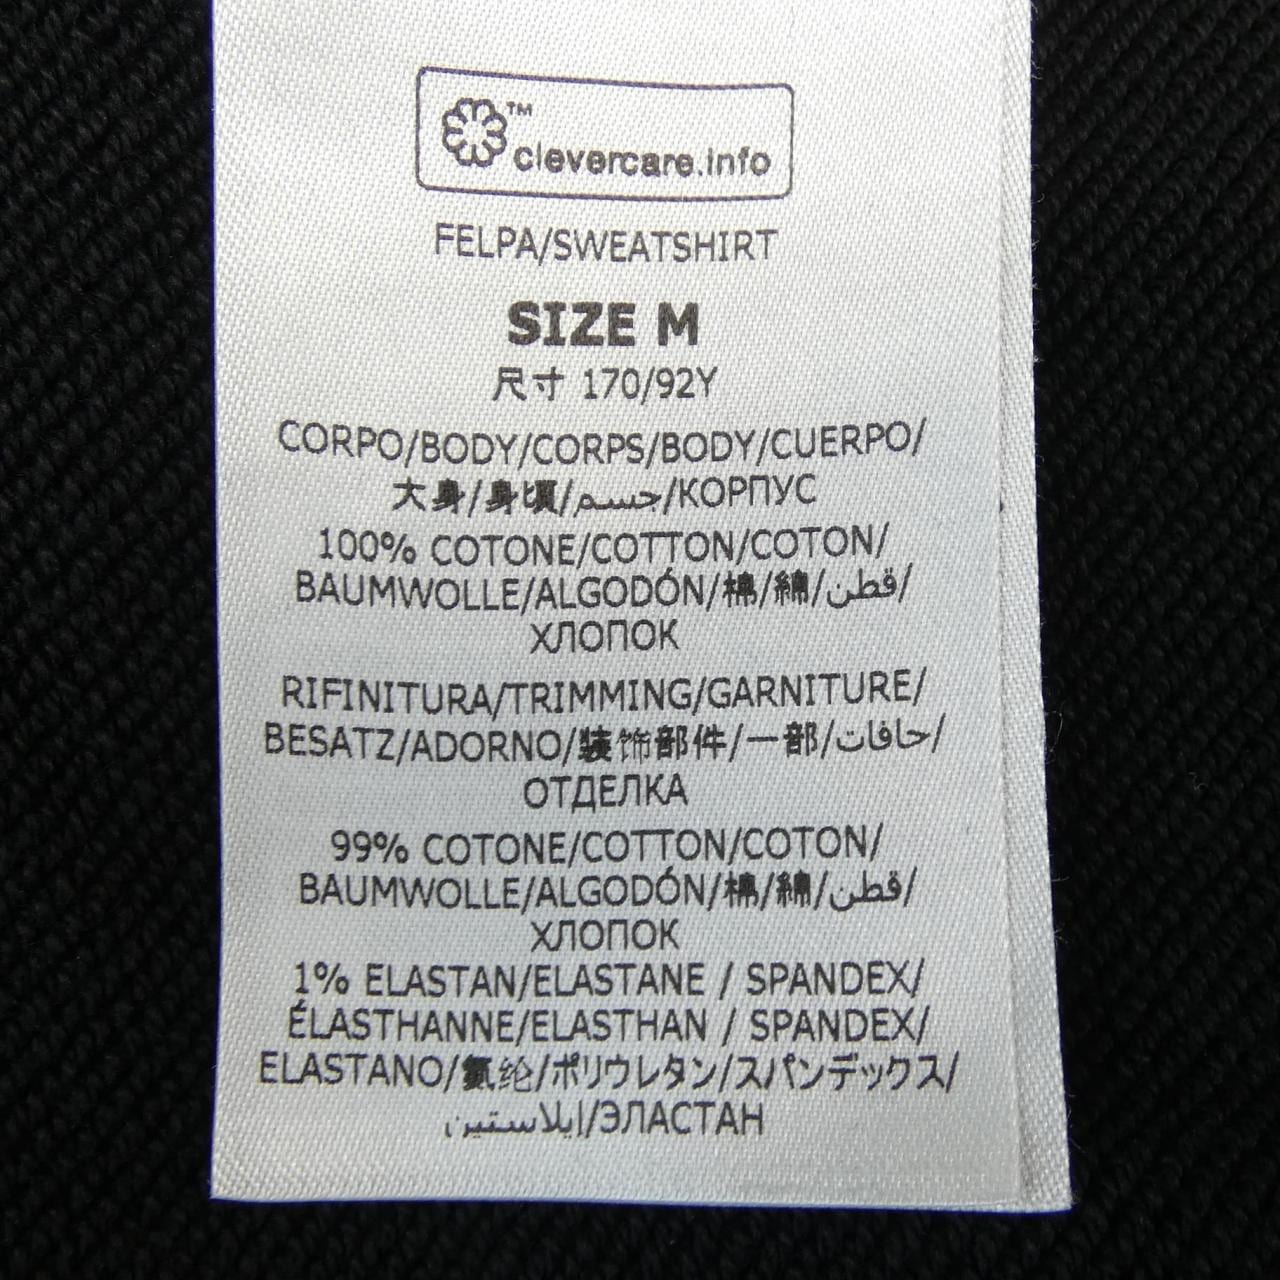 ™
clevercare.info
FELPA/SWEATSHIRT
SIZE M
尺寸 170/92Y
CORPO/BODY/CORPS/BODY/CUERPO/
大身/身頃/جسم/КОРПУС
100% COTONE/COTTON/COTON/
BAUMWOLLE/ALGODÓN/棉/綿/قطن/
ХЛОПОК
RIFINITURA/TRIMMING/GARNITURE/
BESATZ/ADORNO/装饰部件/一部/حافات/
ОТДЕЛКА
99% COTONE/COTTON/COTON/
BAUMWOLLE/ALGODÓN/棉/綿/قطن/
ХЛОПОК
1% ELASTAN/ELASTANE / SPANDEX/
ÉLASTHANNE/ELASTHAN / SPANDEX/
ELASTANO/氨纶/ポリウレタン/スパンデックス/
إيلاستين/ЭЛАСТАН